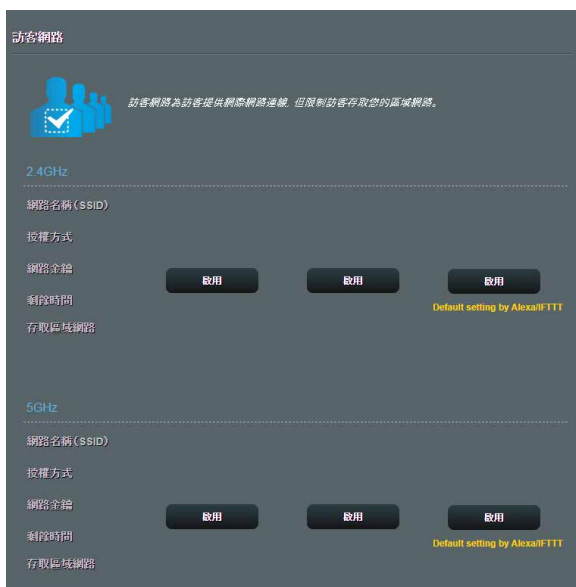 訪客網路
訪客網路為訪客提供網際網路連線, 但限制訪客存取您的區域網路。
2.4GHz
網路名稱(SSID)
授權方式
網路金鑰
啟用 啟用 啟用
剩餘時間
Default setting by Alexa/IFTTT
存取區域網路
5GHz
網路名稱(SSID)
授權方式
網路金鑰
啟用 啟用 啟用
剩餘時間
Default setting by Alexa/IFTTT
存取區域網路